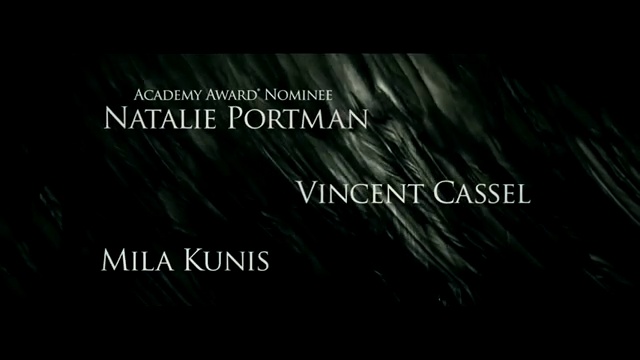 ACADEMY AWARD® NOMINEE
NATALIE PORTMAN
VINCENT CASSEL
MILA KUNIS